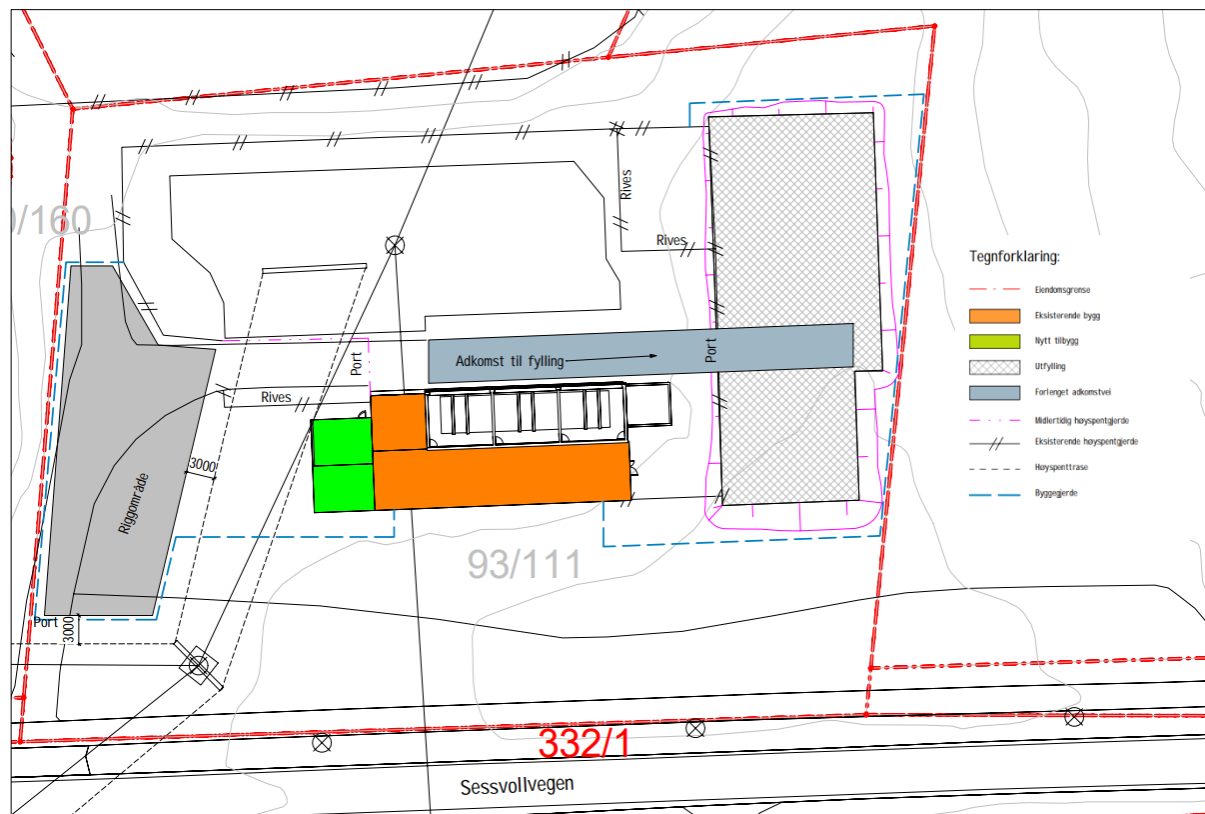 Rives
Rives
0/160
Tegnforklaring:
Eiendomsgrense
Eksisterende bygg
Nytt tilbygg
Utfylling
Forlenget adkomstvei
Midlertidig høyspentgjerde
Eksisterende høyspentgjerde
Høyspenttrase
Byggegjerde
Port
Adkomst til fylling
Port
Rives
3000
Riggområde
93/111
Port
3000
332/1
Sessvollvegen